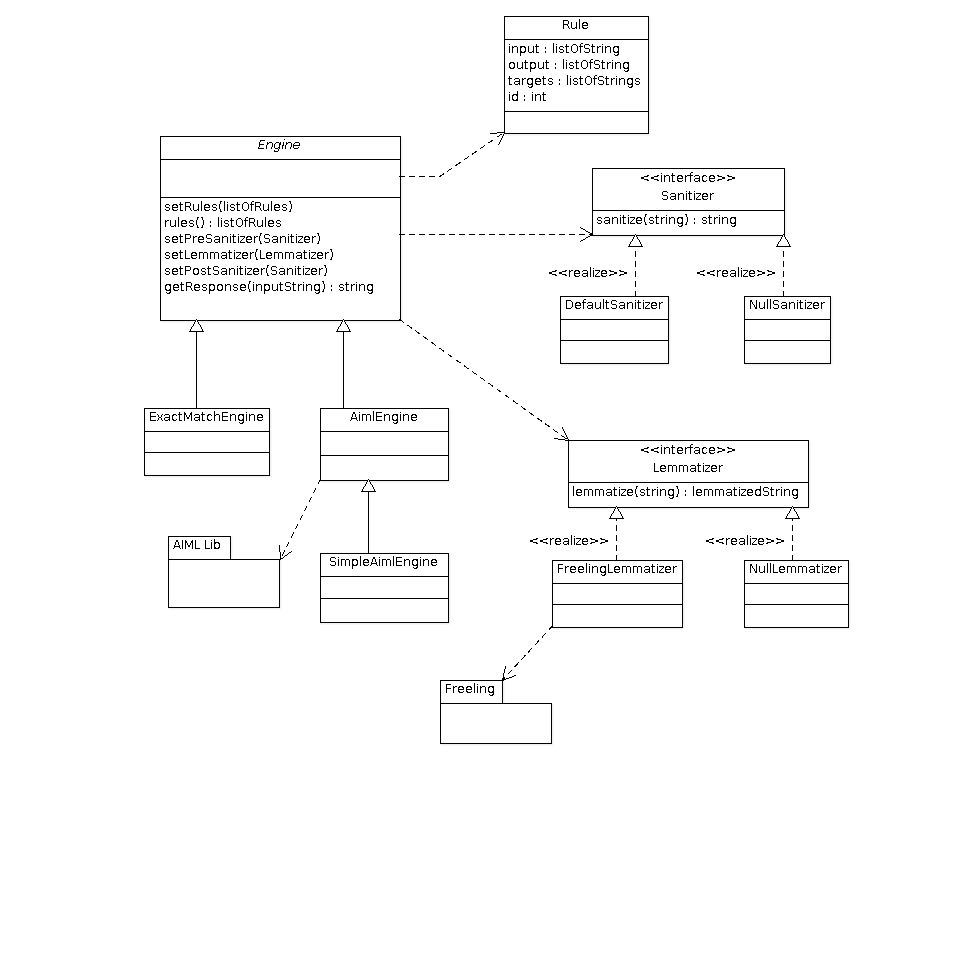 Rule
input : listOfString
output : listOfString
targets : listOfStrings
id : int
Engine
setRules(listOfRules)
rules() : listOfRules
setPreSanitizer(Sanitizer)
setLemmatizer(Lemmatizer)
setPostSanitizer(Sanitizer)
getResponse(inputString) : string
<<interface>>
Sanitizer
sanitize(string) : string
<<realize>>
<<realize>>
DefaultSanitizer
NullSanitizer
ExactMatchEngine
AimlEngine
<<interface>>
Lemmatizer
lemmatize(string) : lemmatizedString
<<realize>>
<<realize>>
AIML Lib
SimpleAimlEngine
FreelingLemmatizer
NullLemmatizer
Freeling